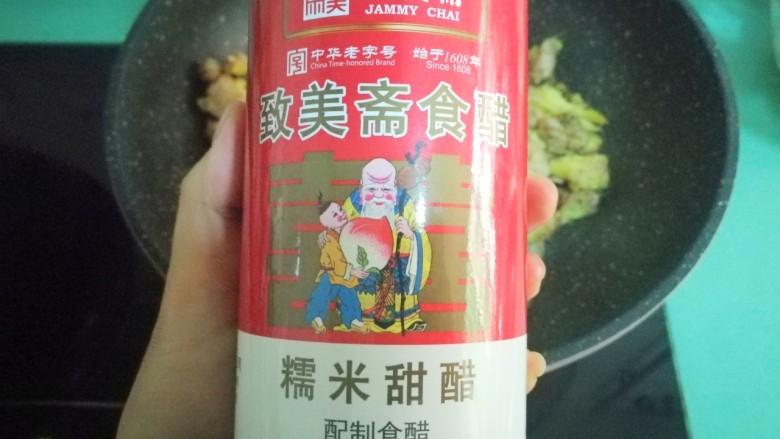 JAMMY CHAI
中华老字号 始于1608年
China Time-honored Brand Since 1608
致美斋食醋
糯米甜醋
配制食醋